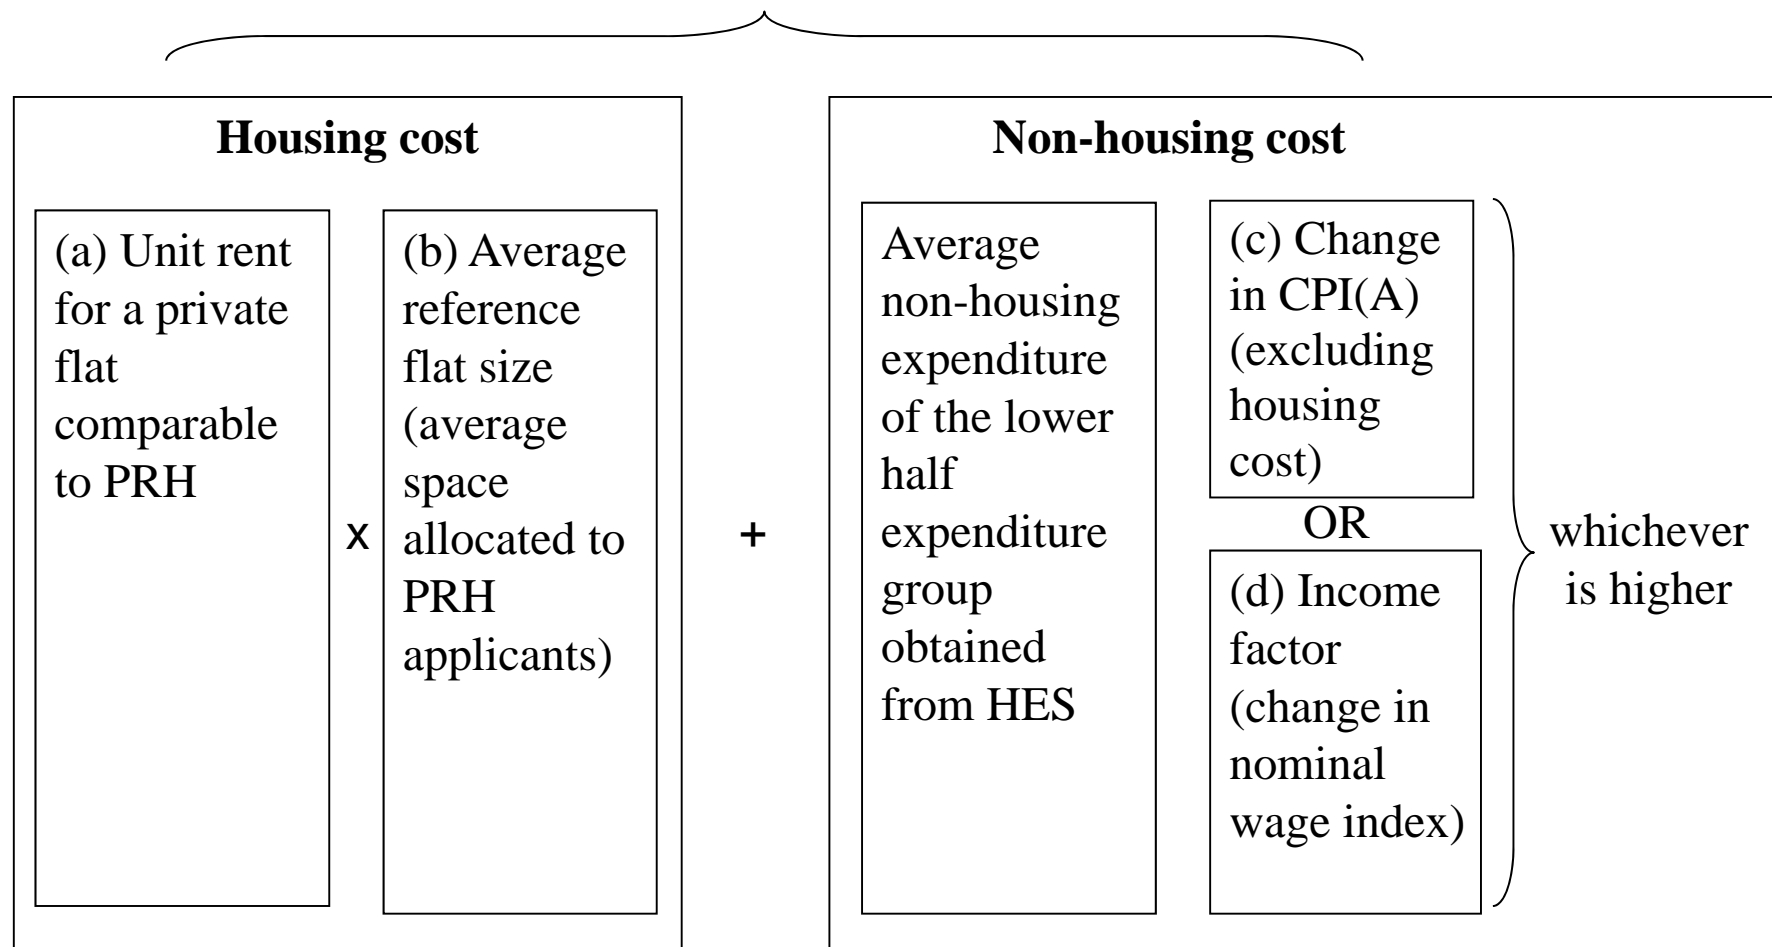 Housing cost
(a) Unit rent
for a private
flat
comparable
to PRH
x
(b) Average
reference
flat size
(average
space
allocated to
PRH
applicants)
+
Non-housing cost
Average
non-housing
expenditure
of the lower
half
expenditure
group
obtained
from HES
(c) Change
in CPI(A)
(excluding
housing
cost)
OR
(d) Income
factor
(change in
nominal
wage index)
whichever
is higher